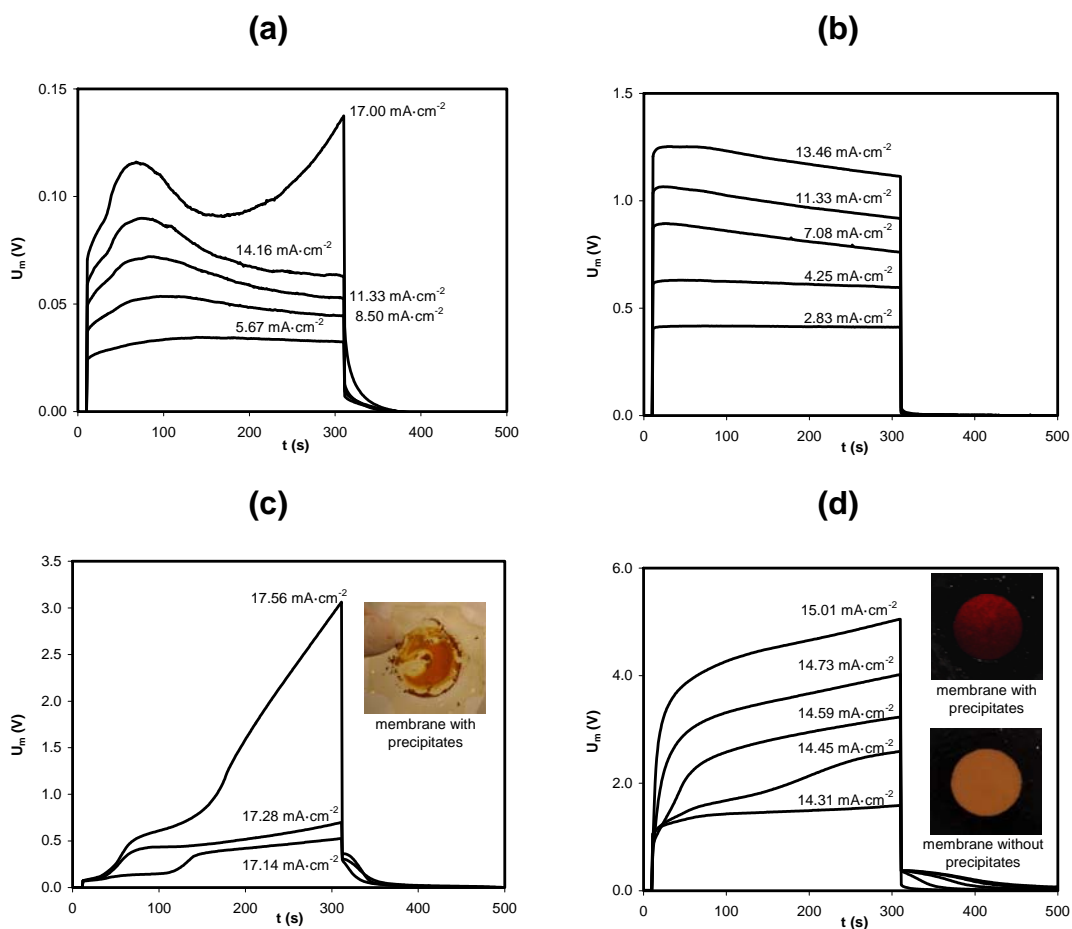 (a)
0.15
0.10
0.05
0.00
U_m (V)
0 100 200 300 400 500
t (s)
17.00 mA·cm⁻²
14.16 mA·cm⁻²
11.33 mA·cm⁻²
8.50 mA·cm⁻²
5.67 mA·cm⁻²
(b)
1.5
1.0
0.5
0.0
U_m (V)
0 100 200 300 400 500
t (s)
13.46 mA·cm⁻²
11.33 mA·cm⁻²
7.08 mA·cm⁻²
4.25 mA·cm⁻²
2.83 mA·cm⁻²
(c)
3.5
3.0
2.5
2.0
1.5
1.0
0.5
0.0
U_m (V)
0 100 200 300 400 500
t (s)
17.56 mA·cm⁻²
17.28 mA·cm⁻²
17.14 mA·cm⁻²
membrane with
precipitates
(d)
6.0
4.0
2.0
0.0
U_m (V)
0 100 200 300 400 500
t (s)
15.01 mA·cm⁻²
14.73 mA·cm⁻²
14.59 mA·cm⁻²
14.45 mA·cm⁻²
14.31 mA·cm⁻²
membrane with
precipitates
membrane without
precipitates